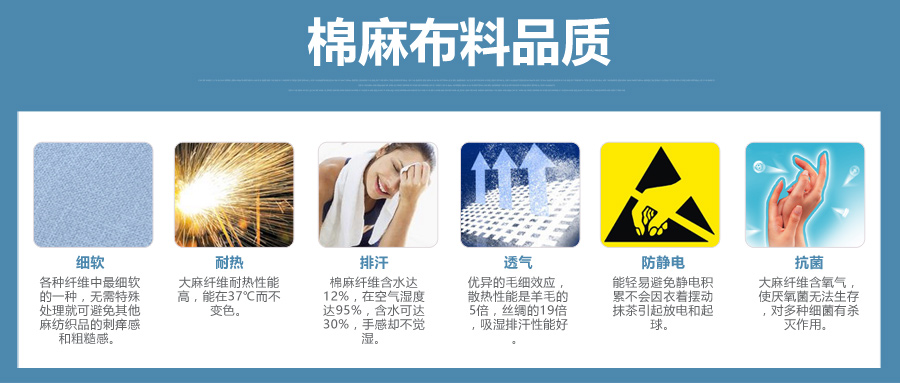 棉麻布料品质
细软
各种纤维中最细软
的一种，无需特殊
处理就可避免其他
麻纺织品的刺痒感
和粗糙感。
耐热
大麻纤维耐热性能
高，能在37℃而不
变色。
排汗
棉麻纤维含水达
12%，在空气湿度
达95%，含水可达
30%，手感却不觉
湿。
透气
优异的毛细效应，
散热性能是羊毛的
5倍，丝绸的19倍
，吸湿排汗性能好
。
防静电
能轻易避免静电积
累不会因衣着摆动
抹茶引起放电和起
球。
抗菌
大麻纤维含氧气，
使厌氧菌无法生存
，对多种细菌有杀
灭作用。